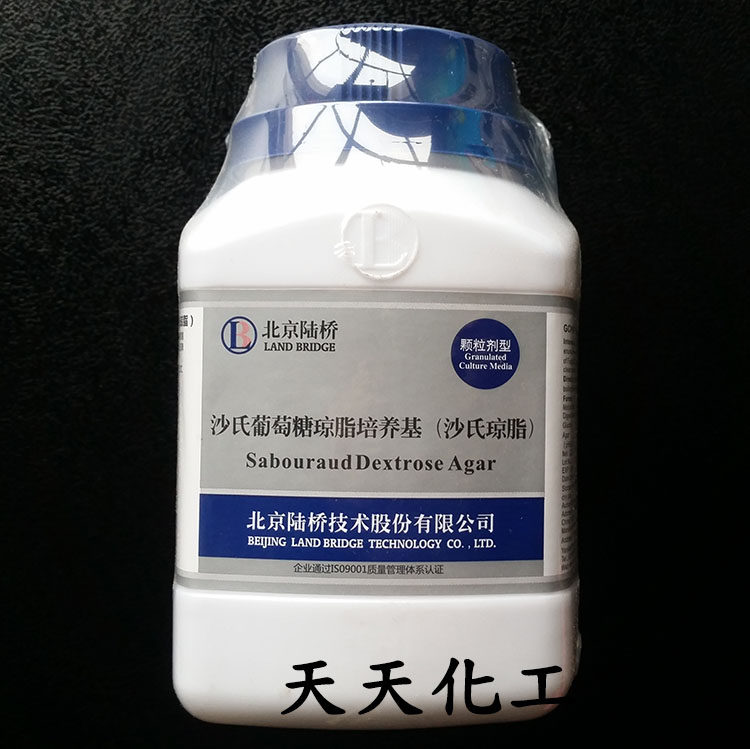 北京陆桥
LAND BRIDGE
颗粒剂型
Granulated
Culture Media
沙氏葡萄糖琼脂培养基（沙氏琼脂）
Sabouraud Dextrose Agar
北京陆桥技术股份有限公司
BEIJING LAND BRIDGE TECHNOLOGY CO., LTD.
企业通过ISO9001质量管理体系认证
天天化工